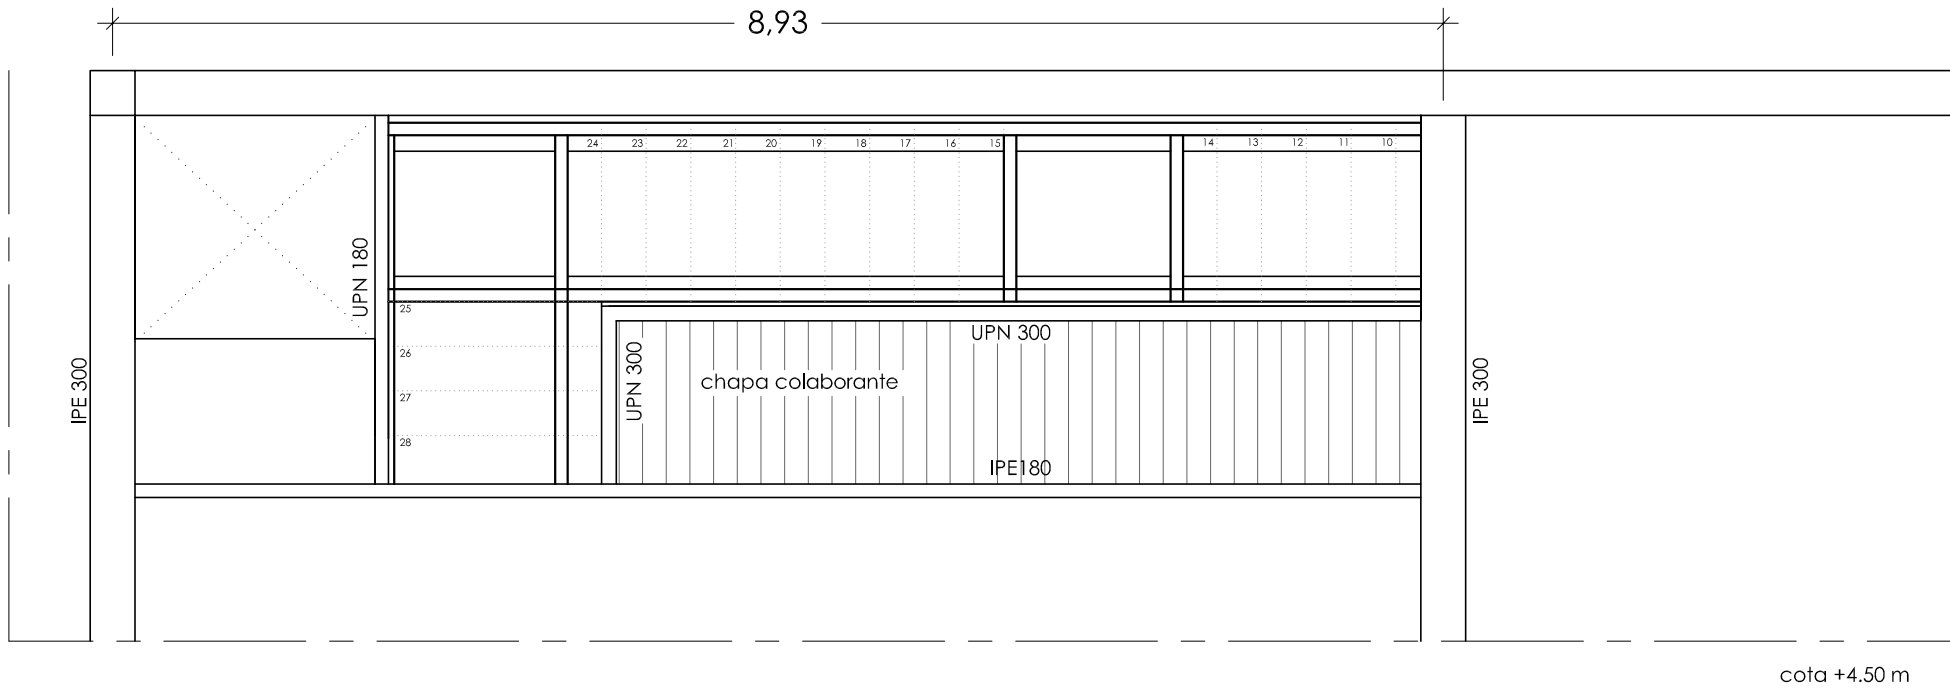 8,93
24 23 22 21 20 19 18 17 16 15 14 13 12 11 10
UPN 180
25
26
27
28
IPE 300
UPN 300
UPN 300
chapa colaborante
IPE180
IPE 300
cota +4.50 m